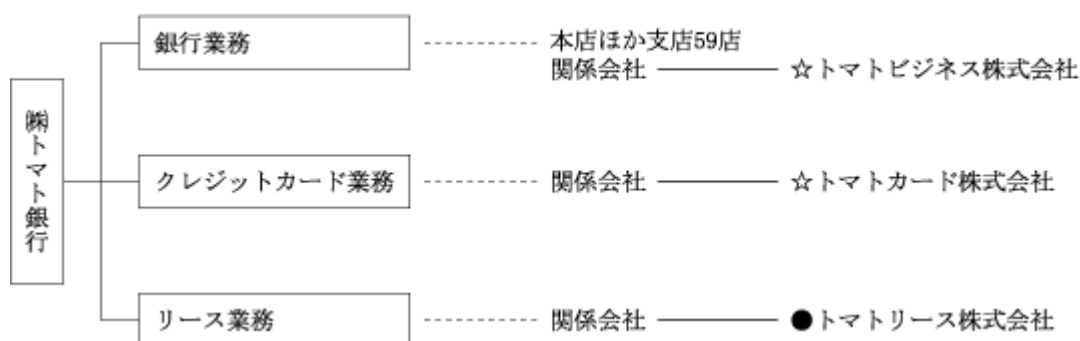 ㈱トマト銀行
銀行業務
本店ほか支店59店
関係会社
☆トマトビジネス株式会社
クレジットカード業務
関係会社
☆トマトカード株式会社
リース業務
関係会社
●トマトリース株式会社